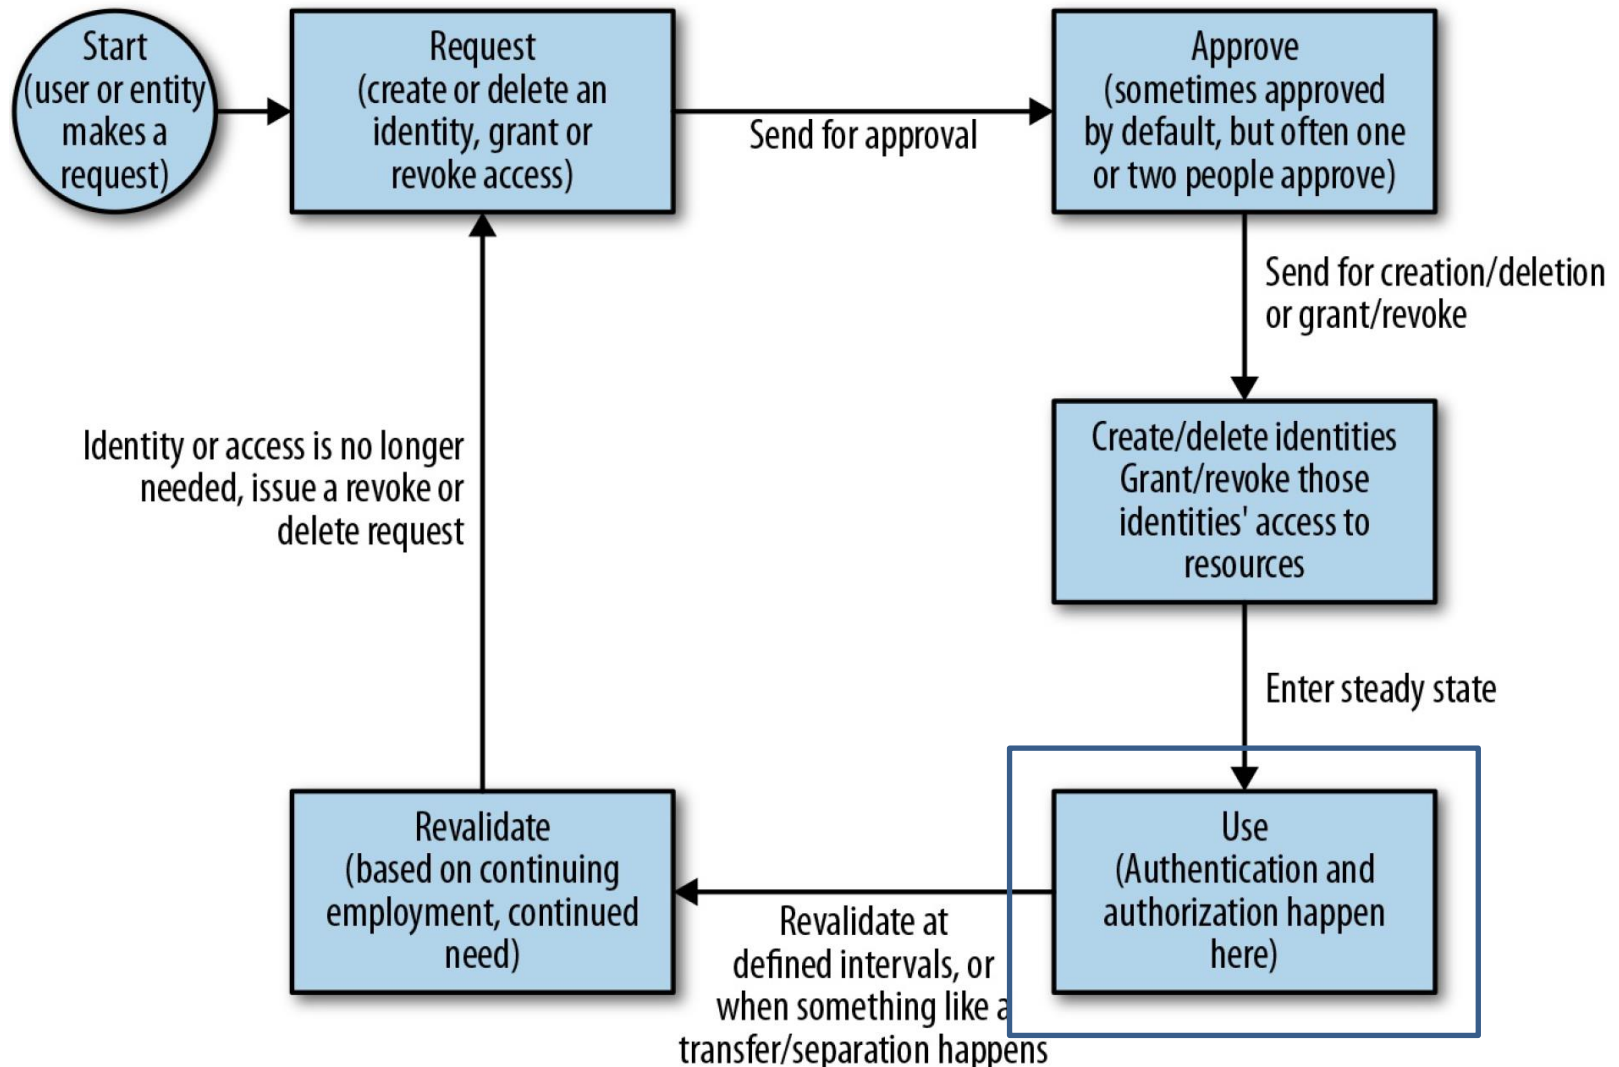 Start
(user or entity
makes a
request)
Request
(create or delete an
identity, grant or
revoke access)
Send for approval
Approve
(sometimes approved
by default, but often one
or two people approve)
Send for creation/deletion
or grant/revoke
Create/delete identities
Grant/revoke those
identities' access to
resources
Enter steady state
Use
(Authentication and
authorization happen
here)
Revalidate at
defined intervals, or
when something like a
transfer/separation happens
Revalidate
(based on continuing
employment, continued
need)
Identity or access is no longer
needed, issue a revoke or
delete request